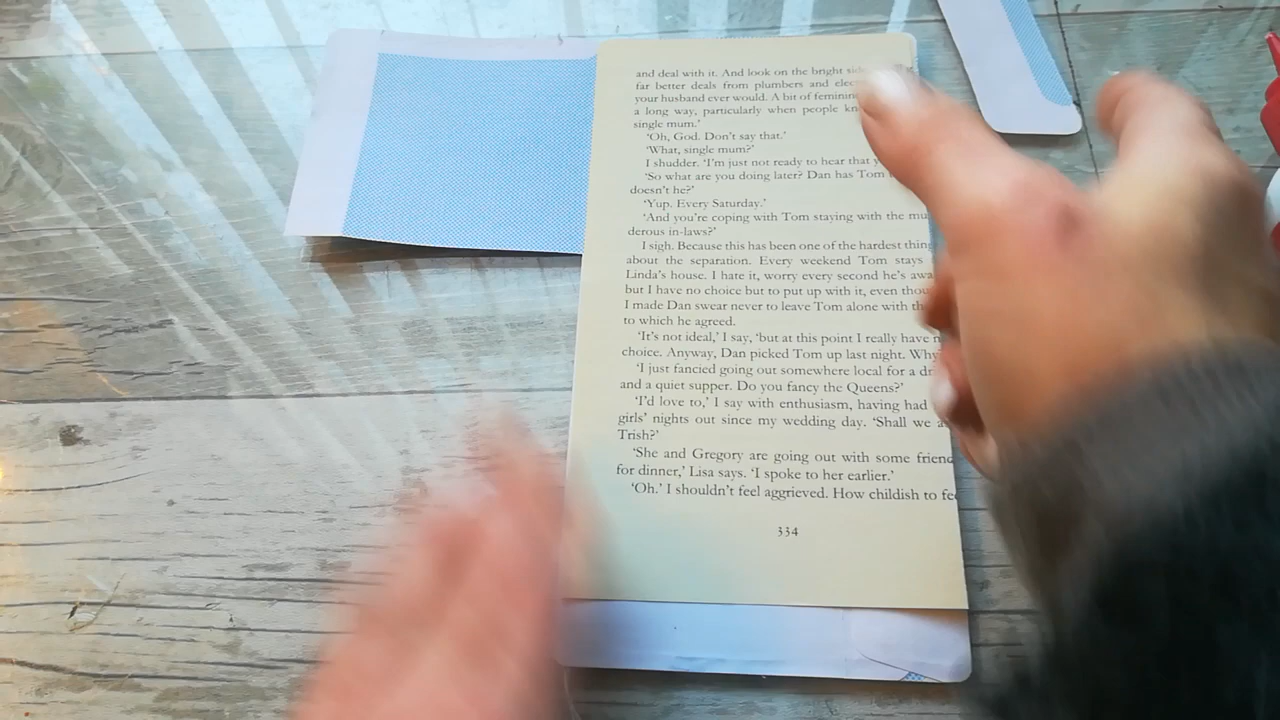 and deal with it. And look on the bright
far better deals from plumbers and
your husband ever would. A bit of
a long way, particularly when people
single mum.’
‘Oh, God. Don’t say that.’
‘What, single mum?’
I shudder. ‘I’m just not ready to hear that
‘So what are you doing later? Dan has Tom
doesn’t he?’
‘Yup. Every Saturday.’
‘And you’re coping with Tom staying with the mu
derous in-laws?’
I sigh. Because this has been one of the hardest thing
about the separation. Every weekend Tom stays
Linda’s house. I hate it, worry every second he’s awa
but I have no choice but to put up with it, even thou
I made Dan swear never to leave Tom alone with th
to which he agreed.
‘It’s not ideal,’ I say, ‘but at this point I really have n
choice. Anyway, Dan picked Tom up last night. Why
‘I just fancied going out somewhere local for a dr
and a quiet supper. Do you fancy the Queens?’
‘I’d love to,’ I say with enthusiasm, having had
girls’ nights out since my wedding day. ‘Shall we a
Trish?’
‘She and Gregory are going out with some friend
for dinner,’ Lisa says. ‘I spoke to her earlier.’
‘Oh.’ I shouldn’t feel aggrieved. How childish to fe
334